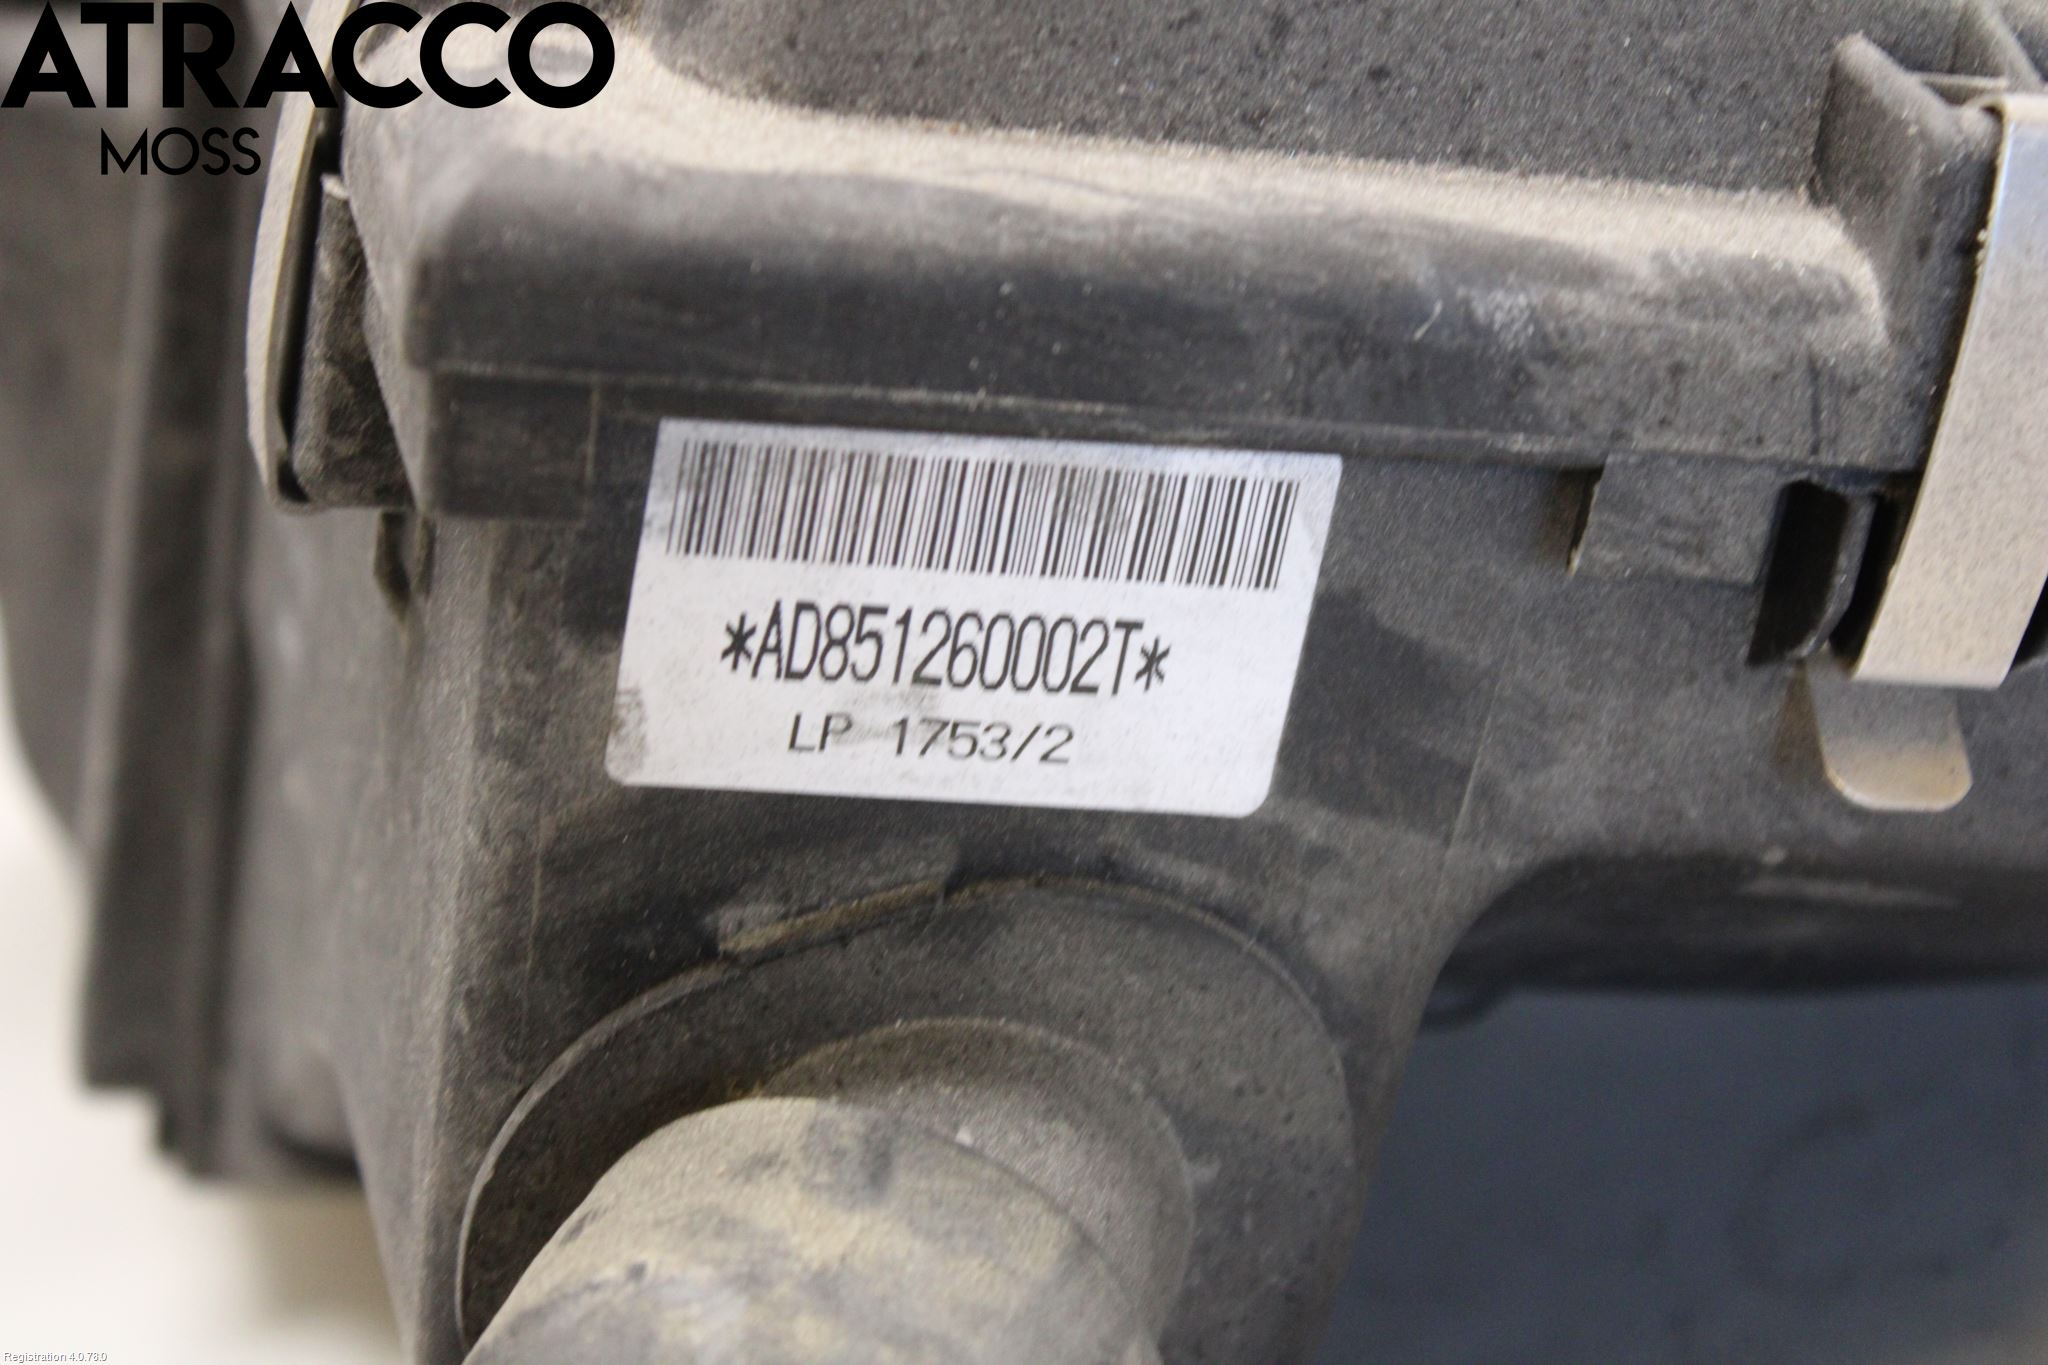 ATRACCO
MOSS
*AD851260002T*
LP 1753/2
Registration 4.0.78.0